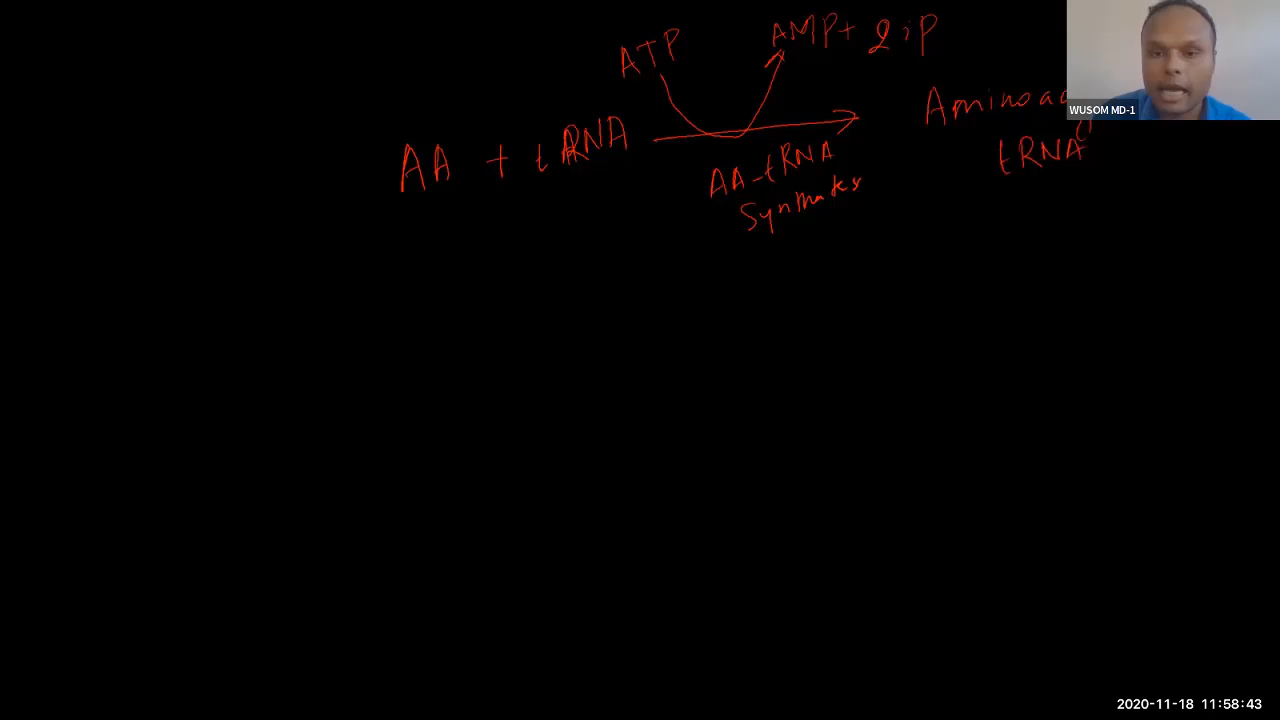 ATP
AMP + 2 iP
AA + tRNA
AA-tRNA
Aminoac
tRNA
WUSOM MD-1
2020-11-18 11:58:43